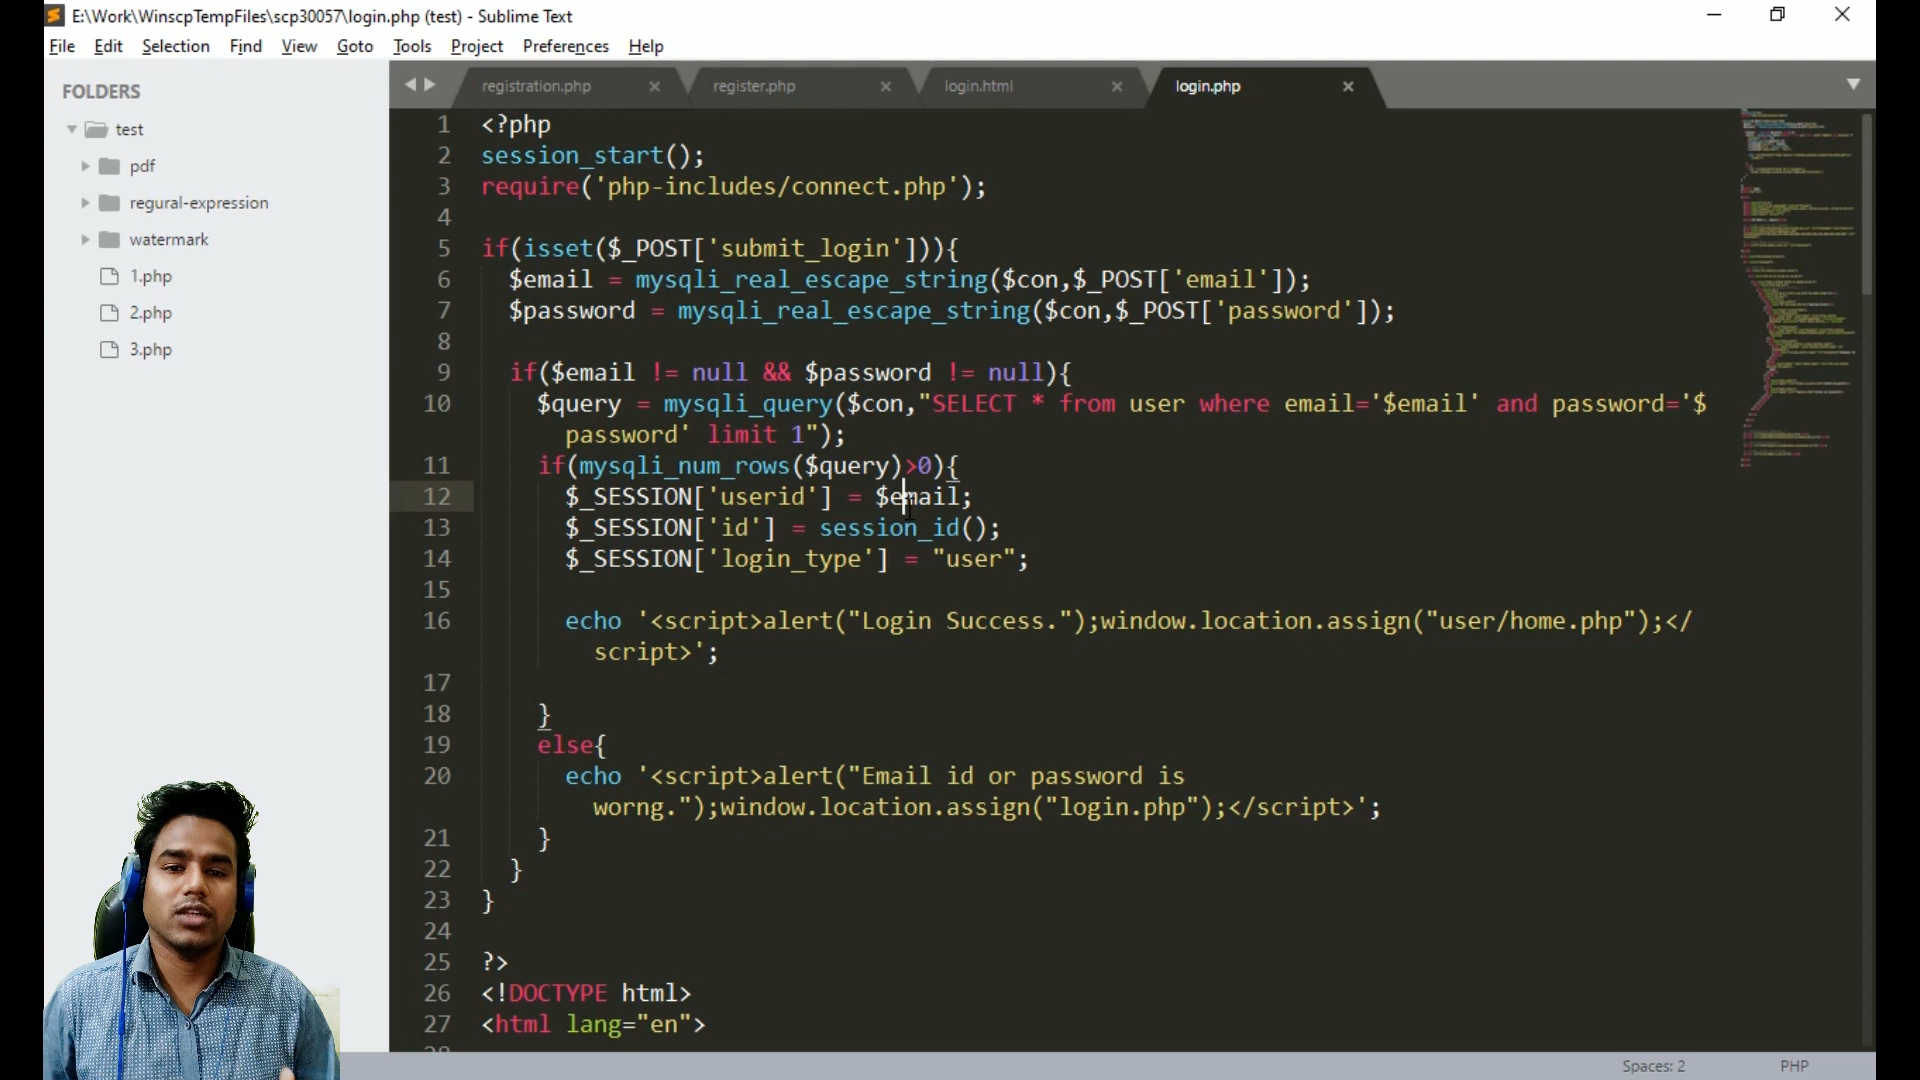 E:\Work\WinscpTempFiles\scp30057\login.php (test) - Sublime Text
File Edit Selection Find View Goto Tools Project Preferences Help
FOLDERS
test
pdf
regural-expression
watermark
1.php
2.php
3.php
registration.php
register.php
login.html
login.php
1 <?php
2 session_start();
3 require('php-includes/connect.php');
4
5 if(isset($_POST['submit_login'])){
6 $email = mysqli_real_escape_string($con,$_POST['email']);
7 $password = mysqli_real_escape_string($con,$_POST['password']);
8
9 if($email != null && $password != null){
10 $query = mysqli_query($con,"SELECT * from user where email='$email' and password='$
password' limit 1");
11 if(mysqli_num_rows($query)>0){
12 $_SESSION['userid'] = $email;
13 $_SESSION['id'] = session_id();
14 $_SESSION['login_type'] = "user";
15
16 echo '<script>alert("Login Success.");window.location.assign("user/home.php");</
script>';
17
18 }
19 else{
20 echo '<script>alert("Email id or password is
worng.");window.location.assign("login.php");</script>';
21 }
22 }
23 }
24
25 ?>
26 <!DOCTYPE html>
27 <html lang="en">
Spaces: 2
PHP